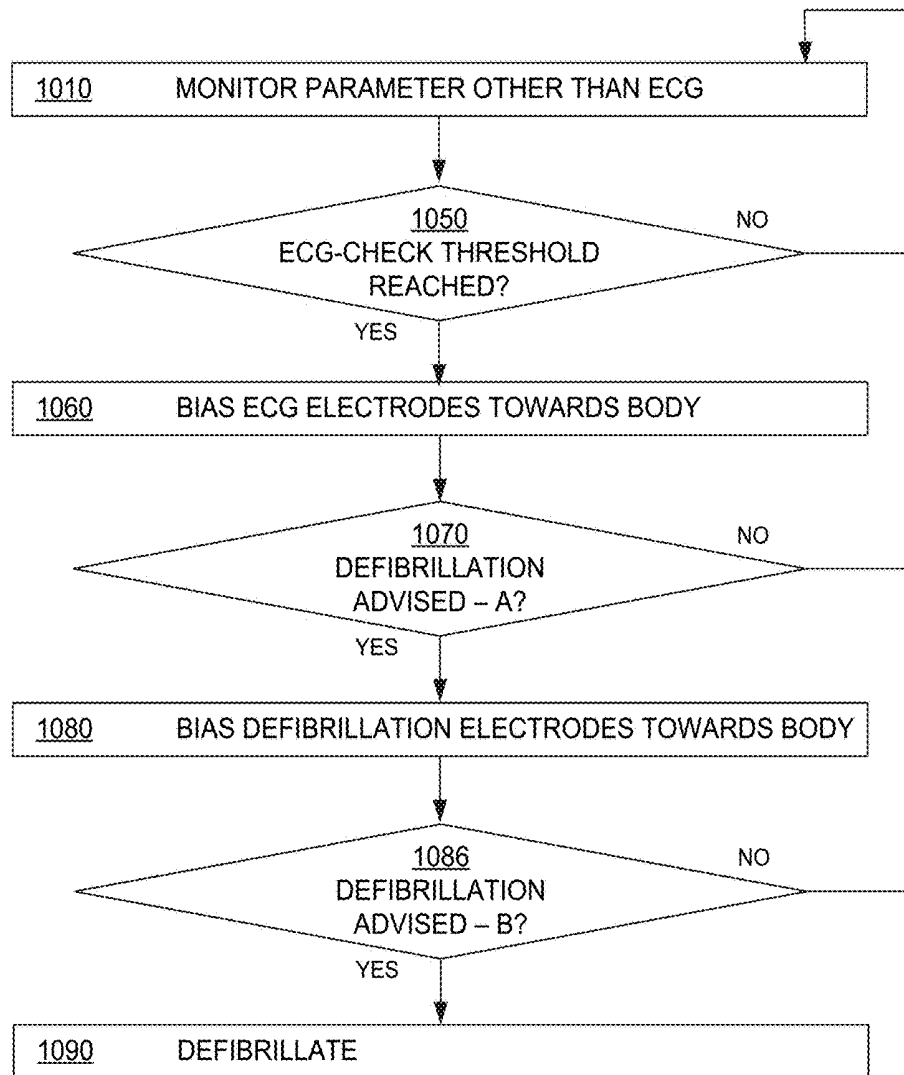 1010 MONITOR PARAMETER OTHER THAN ECG
1050
ECG-CHECK THRESHOLD
REACHED?
NO
YES
1060 BIAS ECG ELECTRODES TOWARDS BODY
1070
DEFIBRILLATION
ADVISED – A?
NO
YES
1080 BIAS DEFIBRILLATION ELECTRODES TOWARDS BODY
1086
DEFIBRILLATION
ADVISED – B?
NO
YES
1090 DEFIBRILLATE